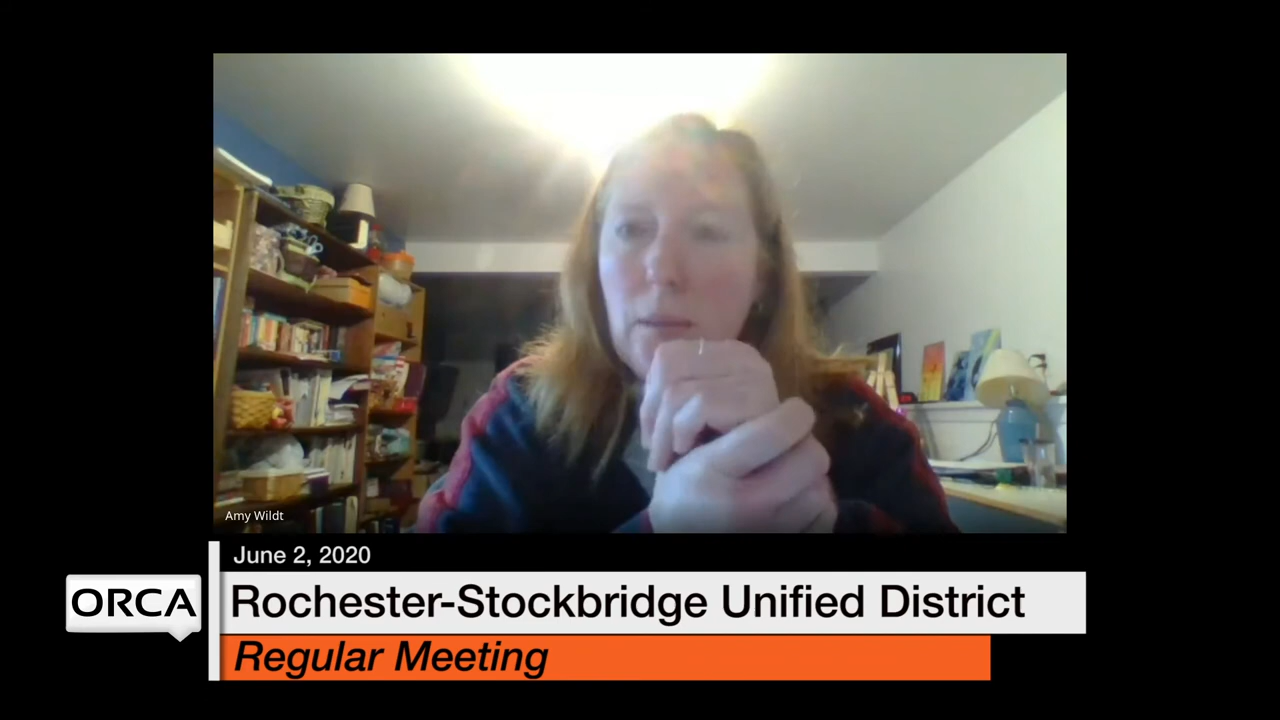 Amy Wildt
June 2, 2020
ORCA
Rochester-Stockbridge Unified District
Regular Meeting